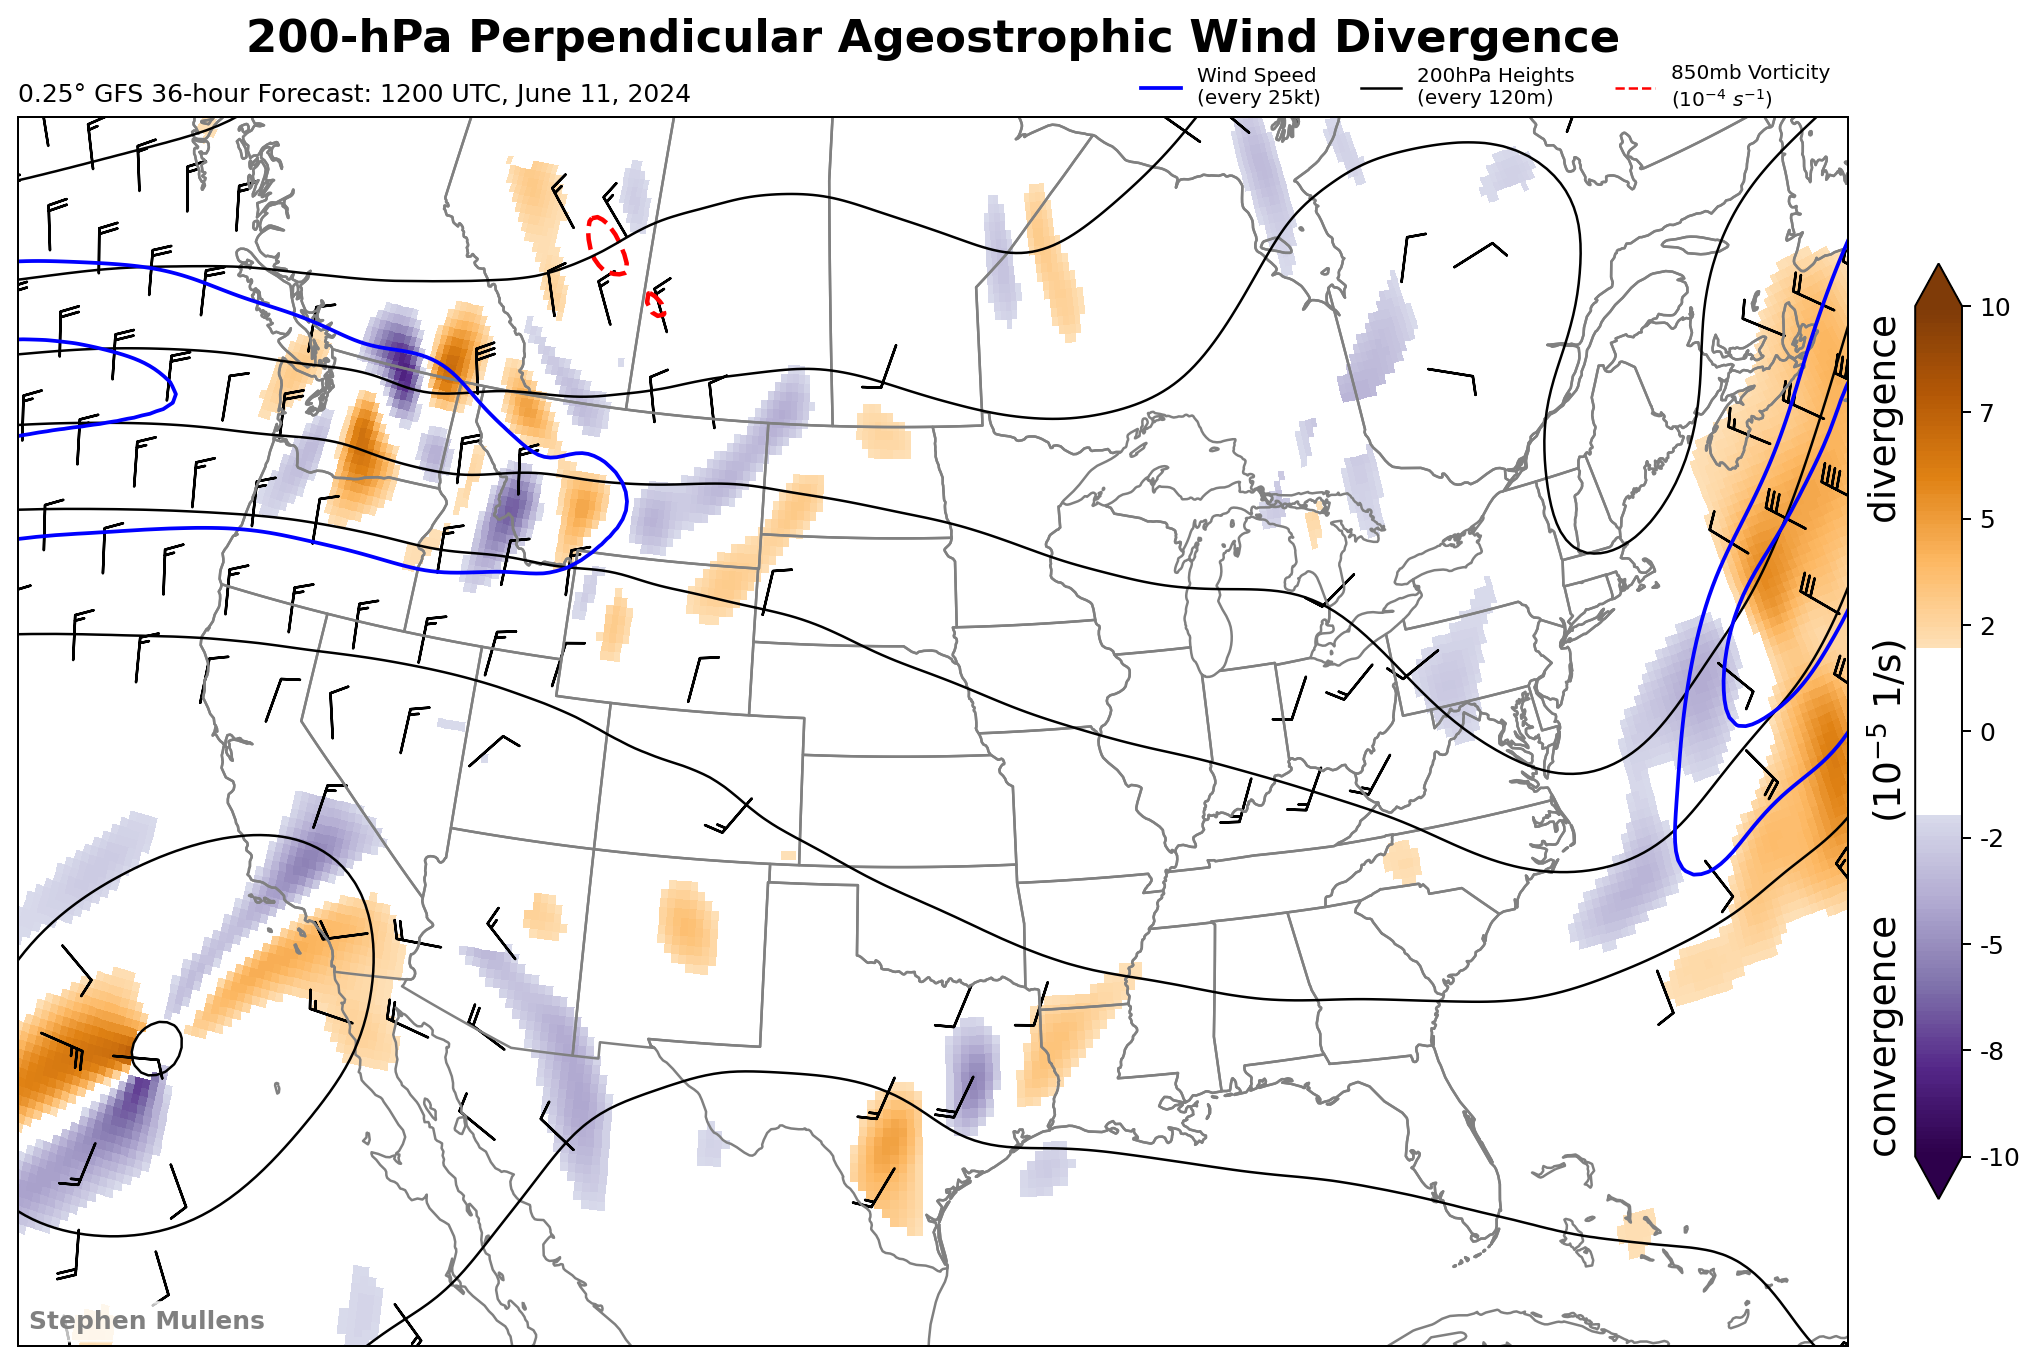 200-hPa Perpendicular Ageostrophic Wind Divergence
0.25° GFS 36-hour Forecast: 1200 UTC, June 11, 2024
Wind Speed
(every 25kt)
200hPa Heights
(every 120m)
850mb Vorticity
(10⁻⁴ s⁻¹)
10
7
5
2
0
-2
-5
-8
-10
convergence (10⁻⁵ 1/s) divergence
Stephen Mullens